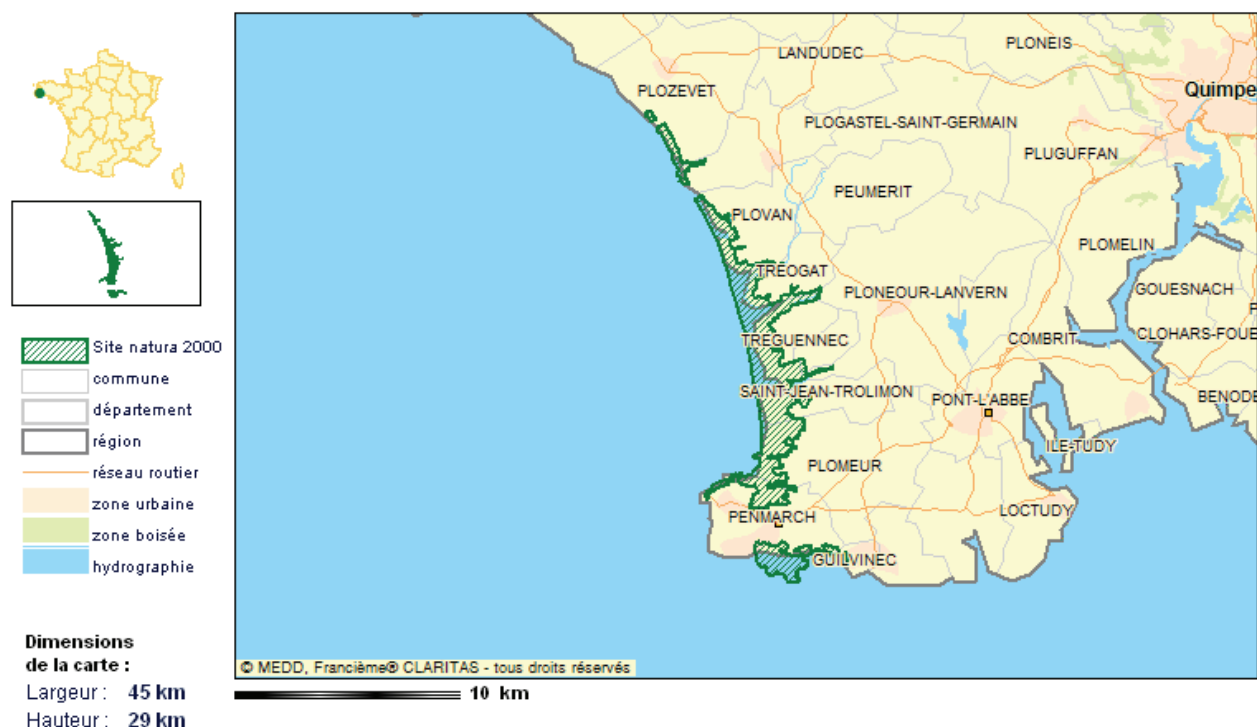 LANDUDEC
PLONEIS
PLOZEVET
Quimpe
PLOGASTEL-SAINT-GERMAIN
PLUGUFFAN
PEUMERIT
PLOVAN
PLOMELIN
TREOGAT
GOUESNACH
PLONEOUR-LANVERN
P
TREGUENNEC
COMBRIT
CLOHARS-FOUE
SAINT-JEAN-TROLIMON
PONT-L'ABBE
BENODE
ILE-TUDY
PLOMEUR
PENMARCH
LOCTUDY
GUILVINEC
Site natura 2000
commune
département
région
réseau routier
zone urbaine
zone boisée
hydrographie
Dimensions
de la carte :
Largeur : 45 km
Hauteur : 29 km
© MEDD, Francième® CLARITAS - tous droits réservés
10 km